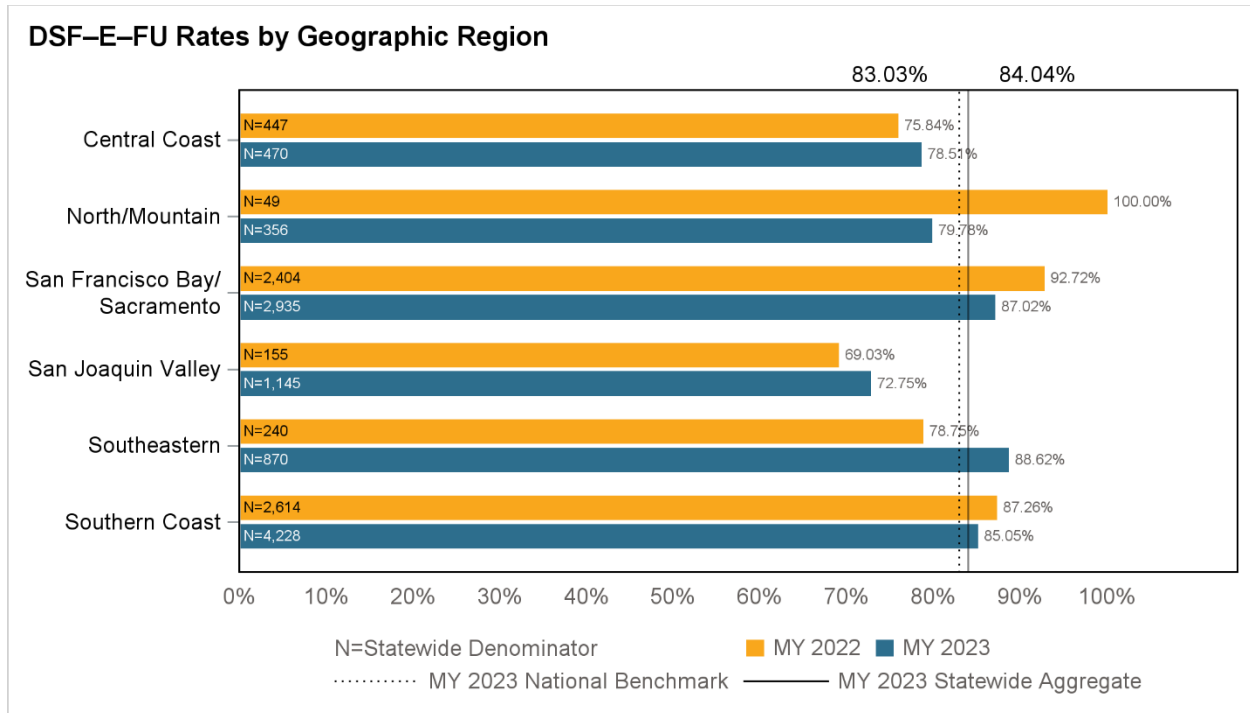 DSF–E–FU Rates by Geographic Region
83.03% 84.04%
Central Coast
N=447 75.84%
N=470 78.51%
North/Mountain
N=49 100.00%
N=356 79.78%
San Francisco Bay/
Sacramento
N=2,404 92.72%
N=2,935 87.02%
San Joaquin Valley
N=155 69.03%
N=1,145 72.75%
Southeastern
N=240 78.75%
N=870 88.62%
Southern Coast
N=2,614 87.26%
N=4,228 85.05%
0% 10% 20% 30% 40% 50% 60% 70% 80% 90% 100%
N=Statewide Denominator MY 2022 MY 2023
MY 2023 National Benchmark MY 2023 Statewide Aggregate